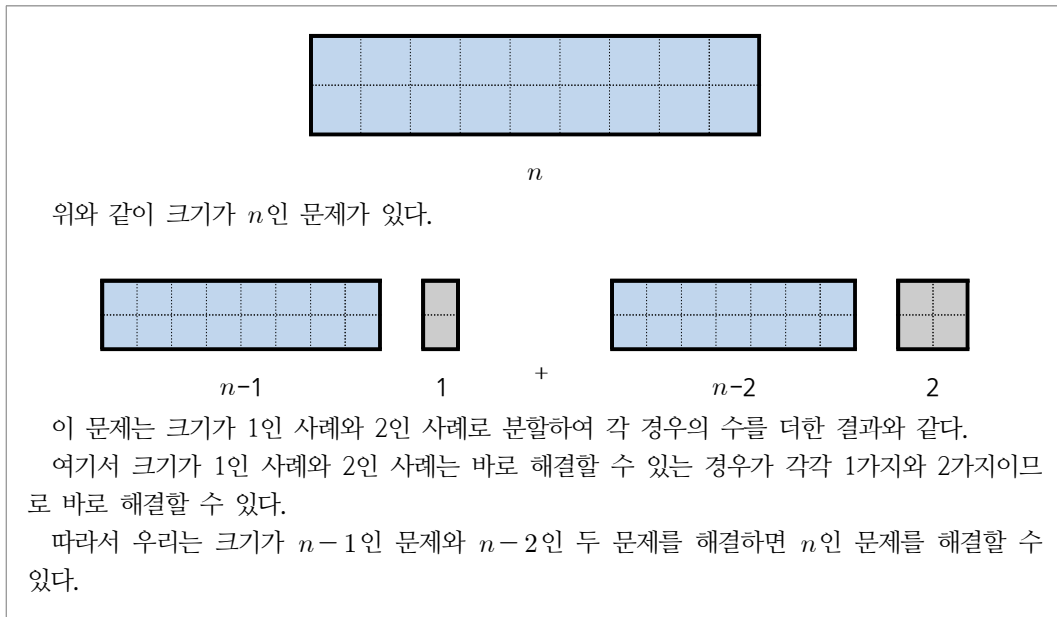 n
위와 같이 크기가 n인 문제가 있다.
n-1 1 + n-2 2
이 문제는 크기가 1인 사례와 2인 사례로 분할하여 각 경우의 수를 더한 결과와 같다.
여기서 크기가 1인 사례와 2인 사례는 바로 해결할 수 있는 경우가 각각 1가지와 2가지이므
로 바로 해결할 수 있다.
따라서 우리는 크기가 n-1인 문제와 n-2인 두 문제를 해결하면 n인 문제를 해결할 수
있다.